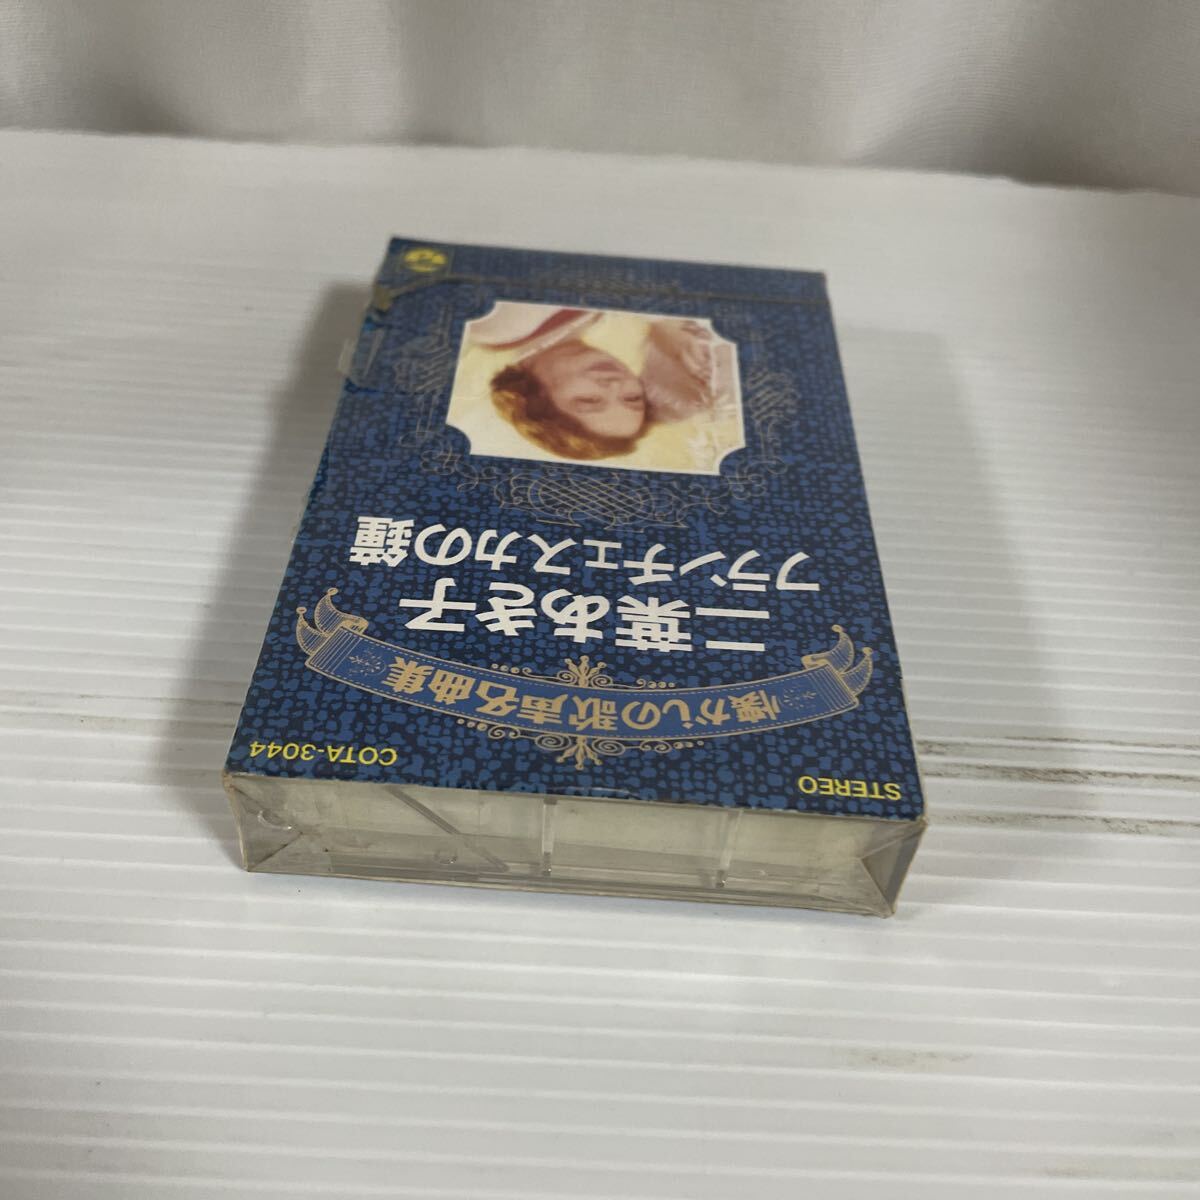 STEREO
COTA-3044
懐かしの歌声名曲集
二葉あき子
フランチェスカの鐘